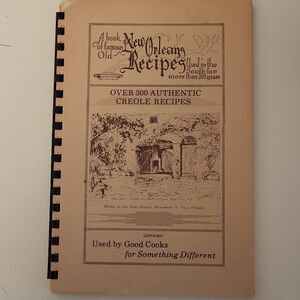 A book
of famous
Old
New Orleans
Recipes
Used in the
South for
more than 200 years
OVER 300 AUTHENTIC
CREOLE RECIPES
COPYRIGHT
Used by Good Cooks
for Something Different